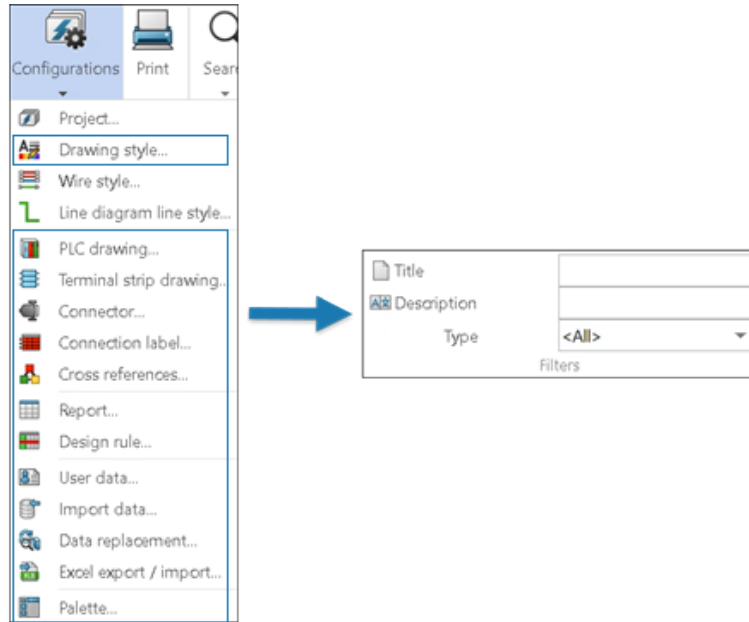 Configurations Print
Project...
Drawing style...
Wire style...
Line diagram line style...
PLC drawing...
Terminal strip drawing..
Connector...
Connection label...
Cross references...
Report...
Design rule...
User data...
Import data...
Data replacement...
Excel export / import...
Palette...
Title
Description
Type <All>
Filters